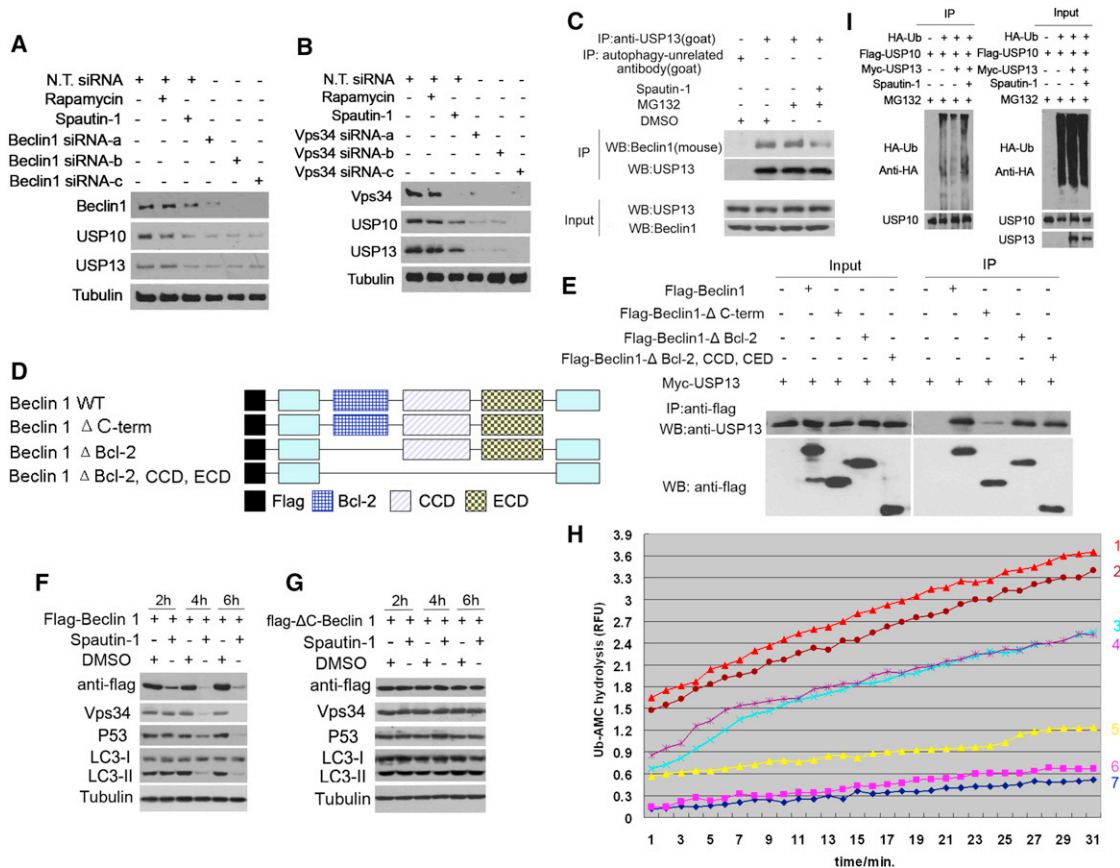 A
N.T. siRNA + + + - - -
Rapamycin - + - - - -
Spautin-1 - - + - - -
Beclin1 siRNA-a - - - + - -
Beclin1 siRNA-b - - - - + -
Beclin1 siRNA-c - - - - - +
Beclin1
USP10
USP13
Tubulin
B
N.T. siRNA + + + - - -
Rapamycin - + - - - -
Spautin-1 - - + - - -
Vps34 siRNA-a - - - + - -
Vps34 siRNA-b - - - - + -
Vps34 siRNA-c - - - - - +
Vps34
USP10
USP13
Tubulin
C
IP:anti-USP13(goat) - + + +
IP: autophagy-unrelated
antibody(goat) + - - -
Spautin-1 - - - +
MG132 - - + +
DMSO + + - -
IP
WB:Beclin1(mouse)
WB:USP13
Input
WB:USP13
WB:Beclin1
I
IP
HA-Ub - + + +
Flag-USP10 + + + +
Myc-USP13 - - + +
Spautin-1 - - - +
MG132 + + + +
HA-Ub
Anti-HA
USP10
Input
HA-Ub - + + +
Flag-USP10 + + + +
Myc-USP13 - - + +
Spautin-1 - - - +
MG132 + + + +
HA-Ub
Anti-HA
USP10
USP13
E
Input IP
Flag-Beclin1 - + - - - - + - - -
Flag-Beclin1-Δ C-term - - + - - - - + - -
Flag-Beclin1-Δ Bcl-2 - - - + - - - - + -
Flag-Beclin1-Δ Bcl-2, CCD, CED - - - - + - - - - +
Myc-USP13 + + + + + + + + + +
IP:anti-flag
WB:anti-USP13
WB: anti-flag
D
Beclin 1 WT
Beclin 1 Δ C-term
Beclin 1 Δ Bcl-2
Beclin 1 Δ Bcl-2, CCD, ECD
Flag Bcl-2 CCD ECD
F
2h 4h 6h
Flag-Beclin 1 + + + + + +
Spautin-1 - + - + - +
DMSO + - + - + -
anti-flag
Vps34
P53
LC3-I
LC3-II
Tubulin
G
2h 4h 6h
flag-ΔC-Beclin 1 + + + + + +
Spautin-1 - + - + - +
DMSO + - + - + -
anti-flag
Vps34
P53
LC3-I
LC3-II
Tubulin
H
Ub-AMC hydrolysis (RFU)
3.9
3.6
3.3
3
2.7
2.4
2.1
1.8
1.5
1.2
0.9
0.6
0.3
0
1 3 5 7 9 11 13 15 17 19 21 23 25 27 29 31
time/min.
1
2
3
4
5
6
7